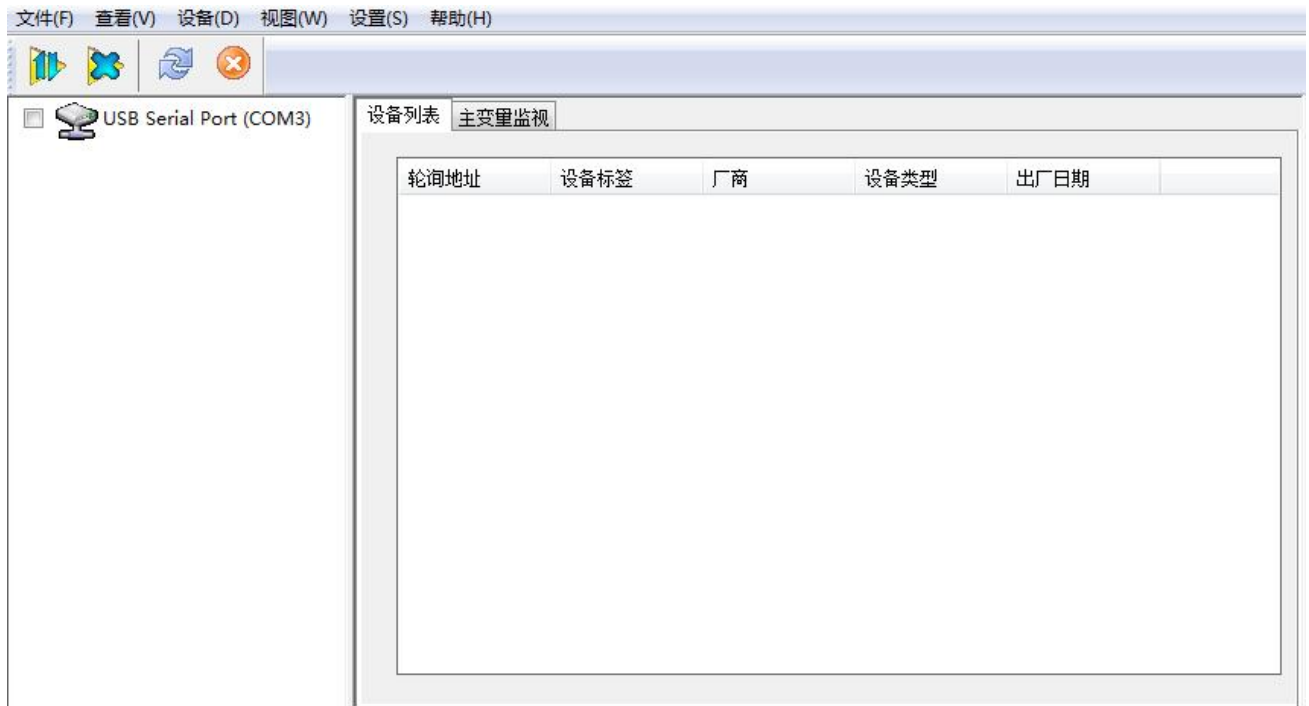 文件(F) 查看(V) 设备(D) 视图(W) 设置(S) 帮助(H)
USB Serial Port (COM3)
设备列表 主变量监视
轮询地址 设备标签 厂商 设备类型 出厂日期